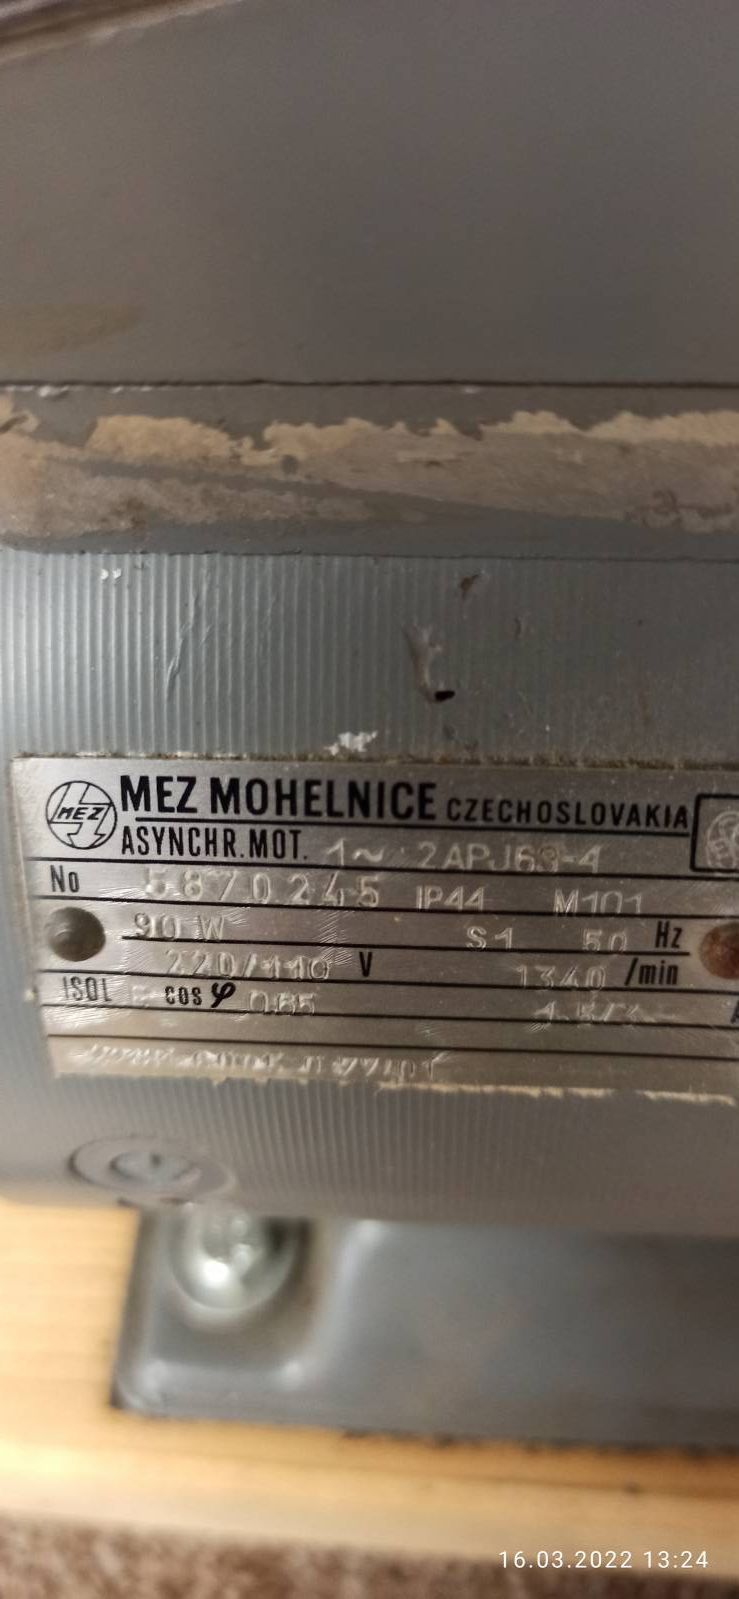 MEZ MEZ MOHELNICE CZECHOSLOVAKIA
ASYNCHR.MOT. 1~ 2APJ63-4
No 5870245 IP44 M101
90 W S1 50 Hz
220/110 V 1340 /min
ISOL cos φ 0.65
16.03.2022 13:24